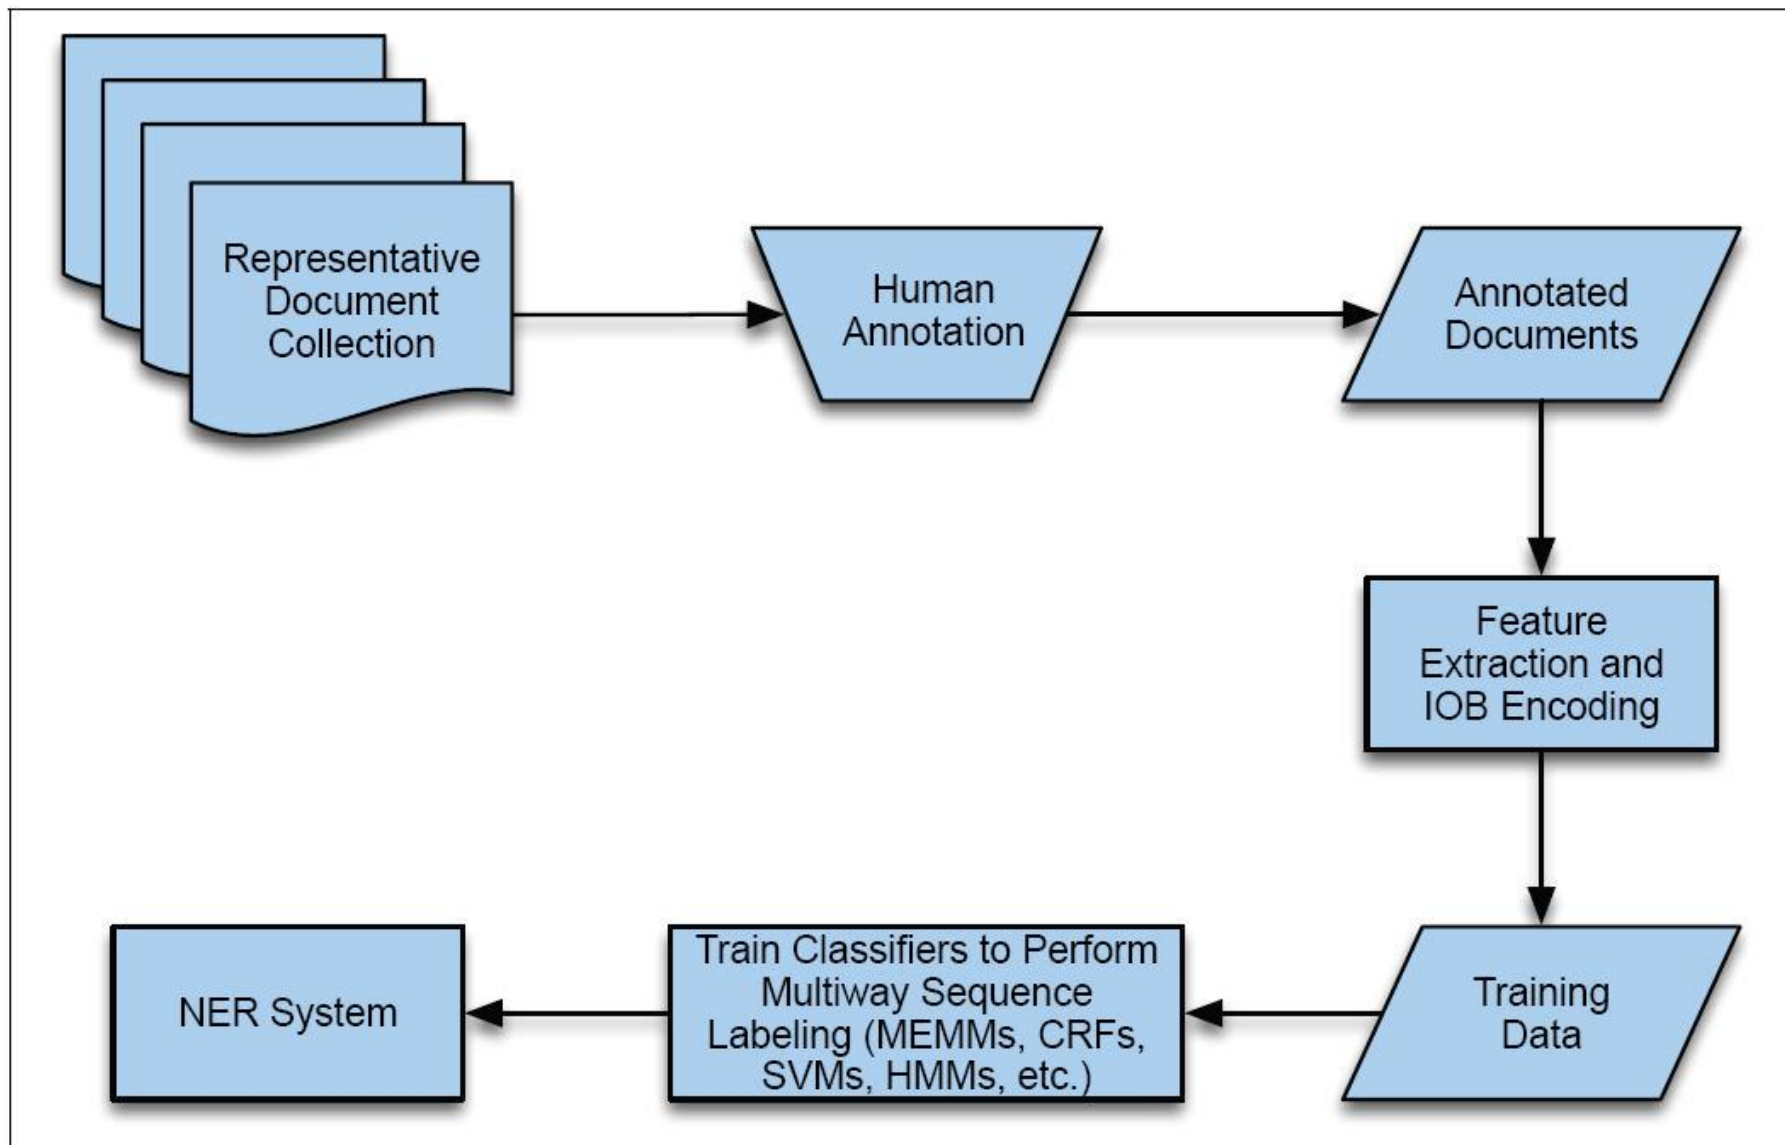 Representative
Document
Collection
Human
Annotation
Annotated
Documents
Feature
Extraction and
IOB Encoding
NER System
Train Classifiers to Perform
Multiway Sequence
Labeling (MEMMs, CRFs,
SVMs, HMMs, etc.)
Training
Data